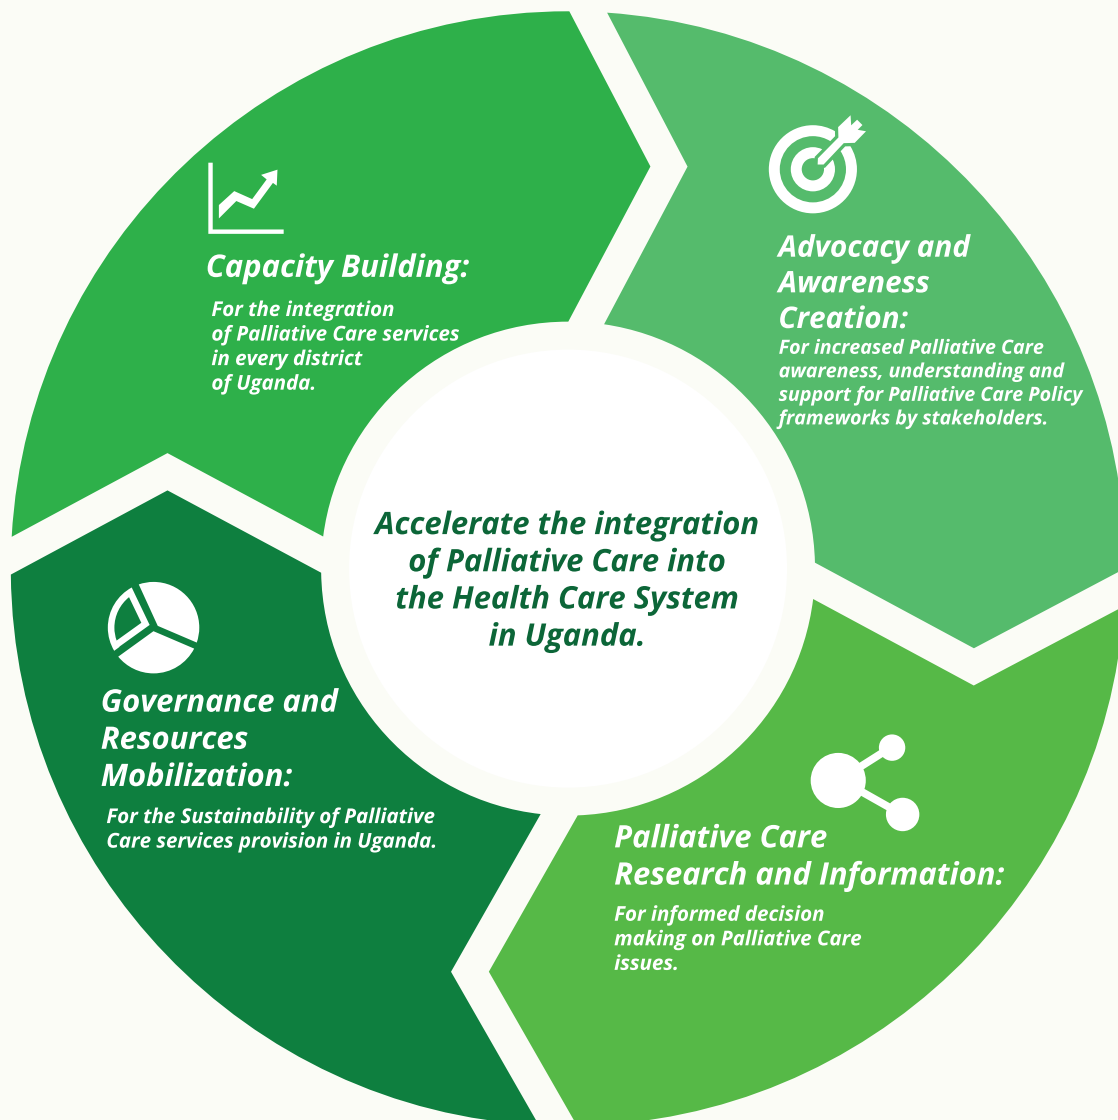 Capacity Building:
For the integration
of Palliative Care services
in every district
of Uganda.
Advocacy and
Awareness
Creation:
For increased Palliative Care
awareness, understanding and
support for Palliative Care Policy
frameworks by stakeholders.
Accelerate the integration
of Palliative Care into
the Health Care System
in Uganda.
Governance and
Resources
Mobilization:
For the Sustainability of Palliative
Care services provision in Uganda.
Palliative Care
Research and Information:
For informed decision
making on Palliative Care
issues.